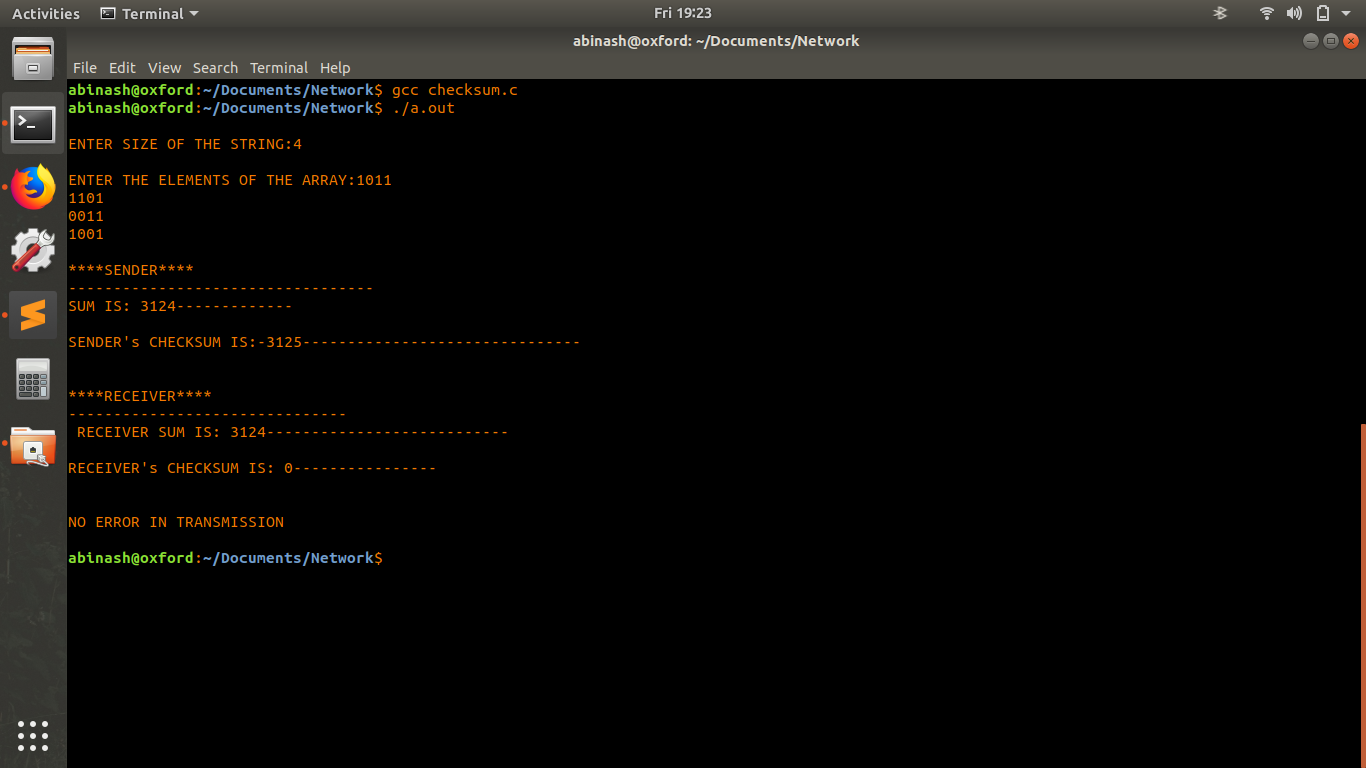 Activities Terminal Fri 19:23
abinash@oxford: ~/Documents/Network
File Edit View Search Terminal Help
abinash@oxford:~/Documents/Network$ gcc checksum.c
abinash@oxford:~/Documents/Network$ ./a.out
ENTER SIZE OF THE STRING:4
ENTER THE ELEMENTS OF THE ARRAY:1011
1101
0011
1001
****SENDER****
----------------------------------
SUM IS: 3124-------------
SENDER's CHECKSUM IS:-3125-------------------------------
****RECEIVER****
-------------------------------
RECEIVER SUM IS: 3124---------------------------
RECEIVER's CHECKSUM IS: 0----------------
NO ERROR IN TRANSMISSION
abinash@oxford:~/Documents/Network$